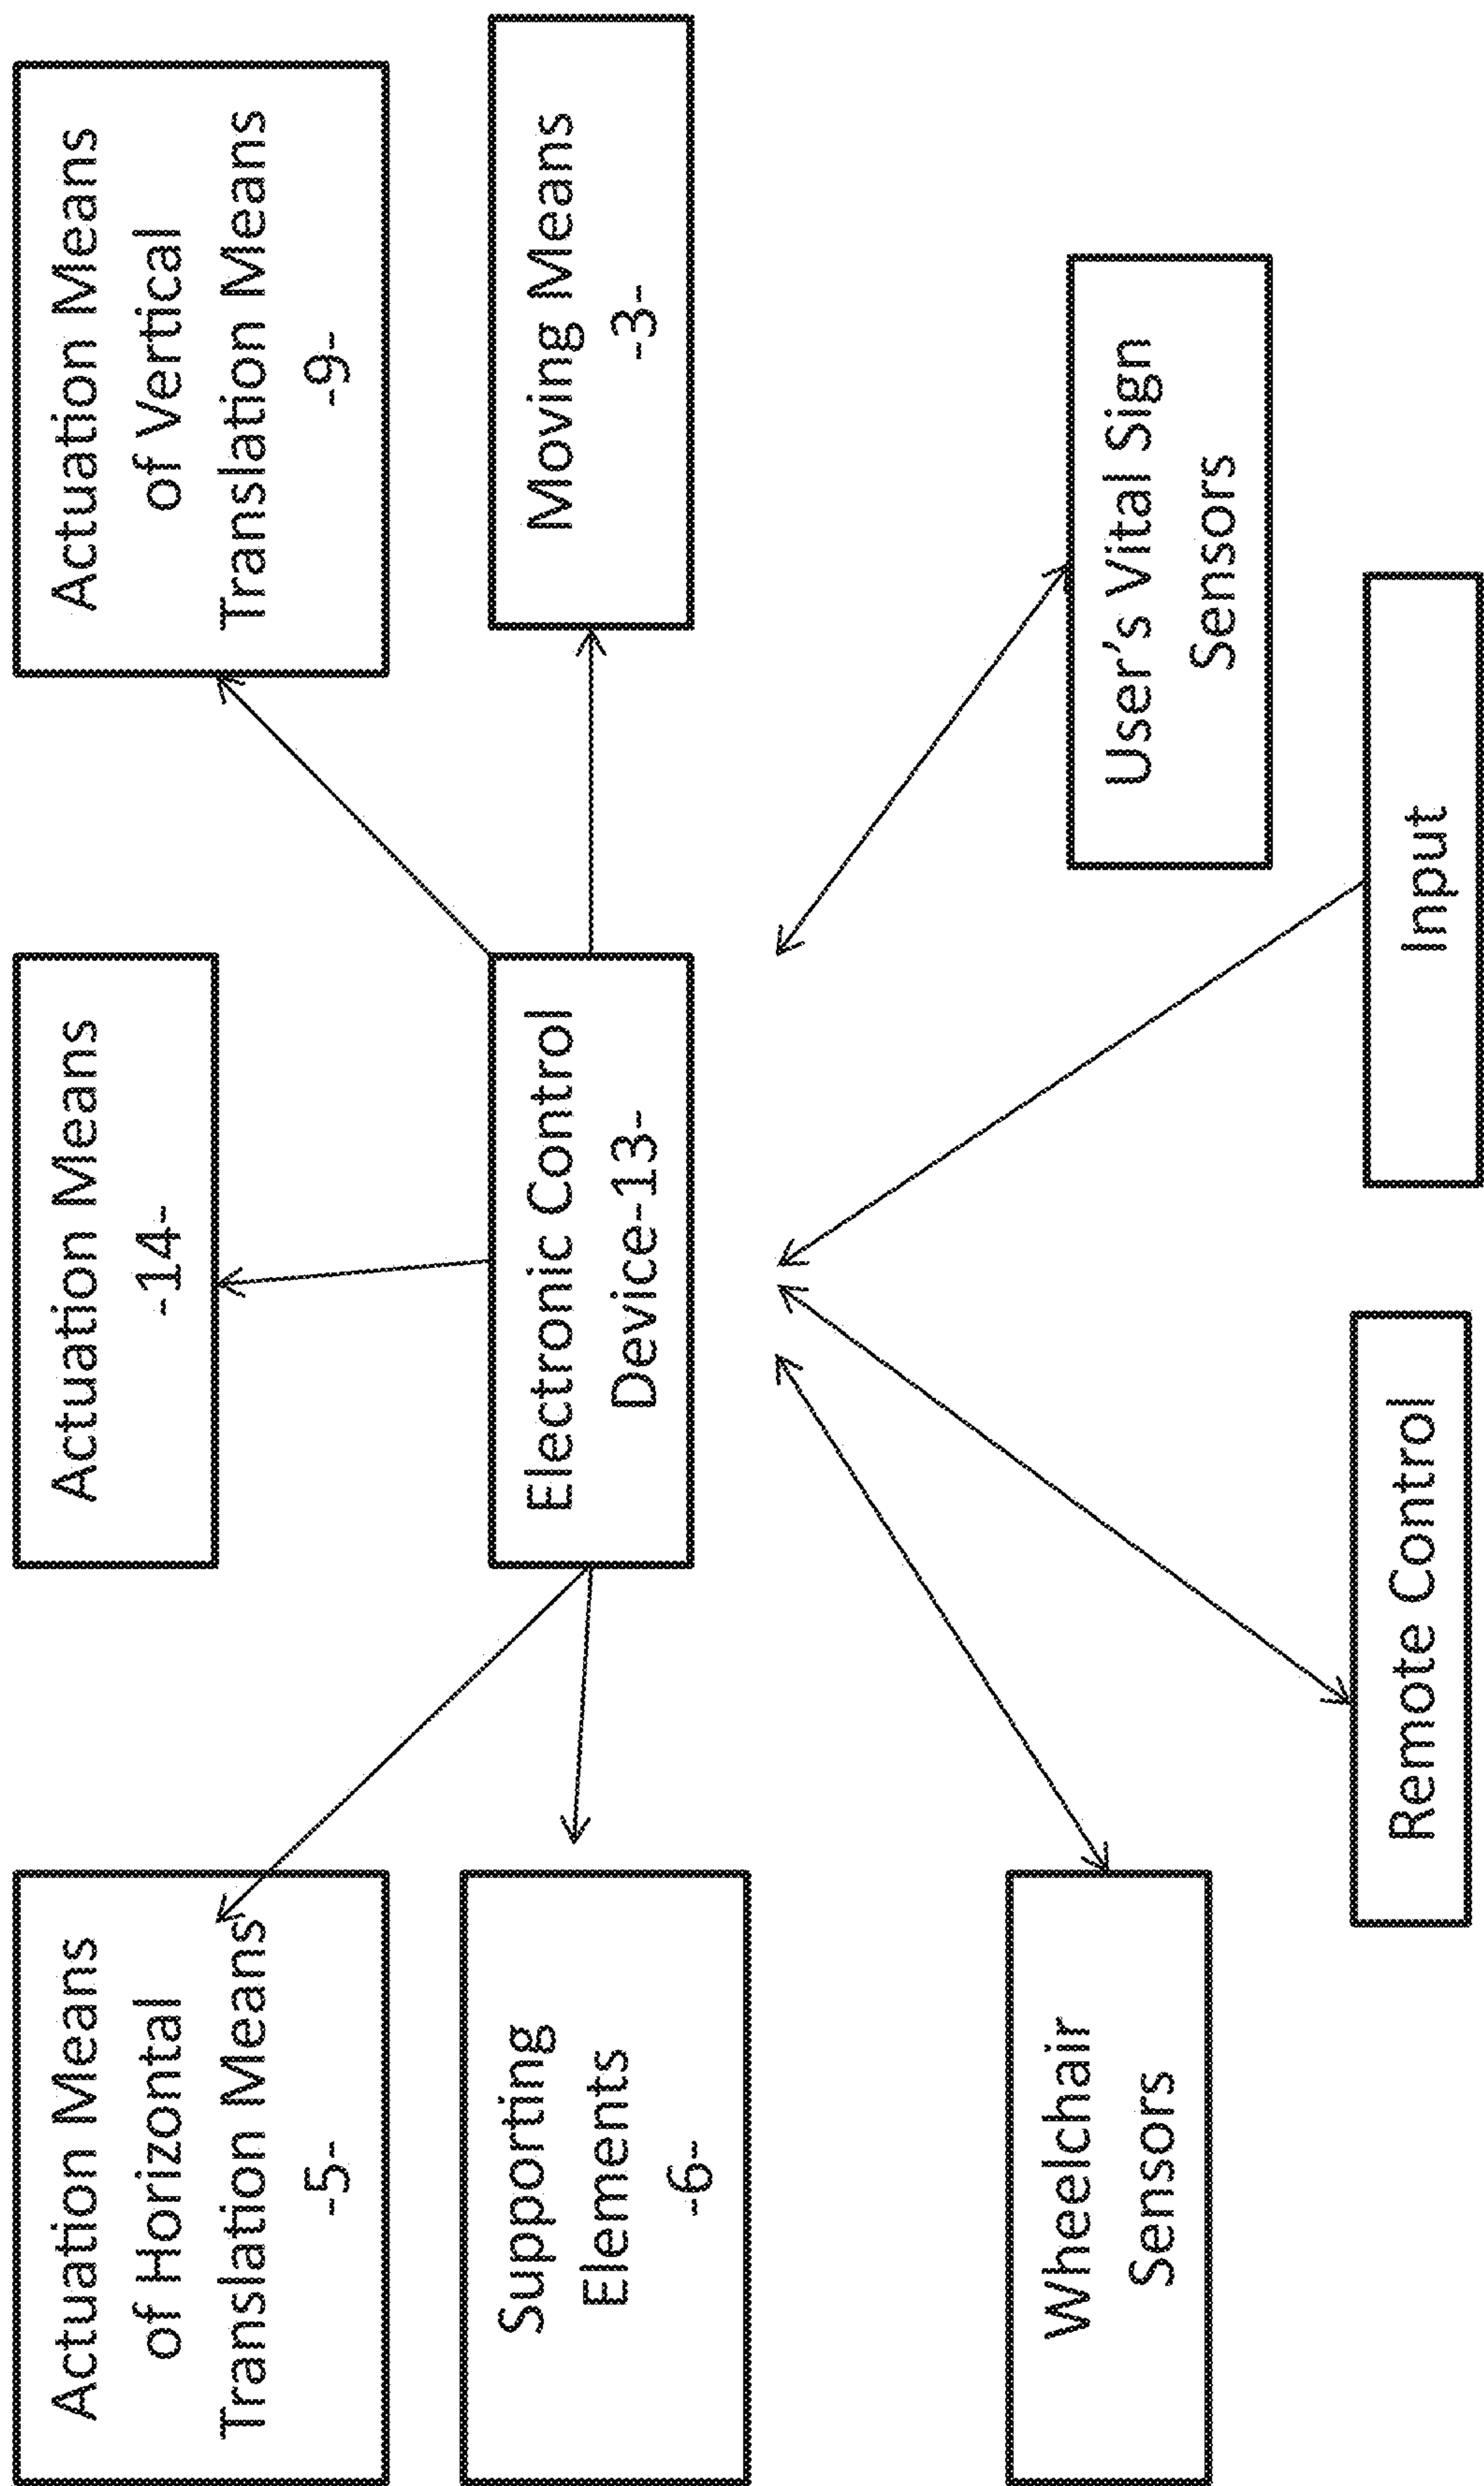 Actuation Means
of Horizontal
Translation Means
-5-
Actuation Means
-14-
Actuation Means
of Vertical
Translation Means
-9-
Supporting
Elements
-6-
Electronic Control
Device-13-
Moving Means
-3-
Wheelchair
Sensors
User's Vital Sign
Sensors
Remote Control
Input